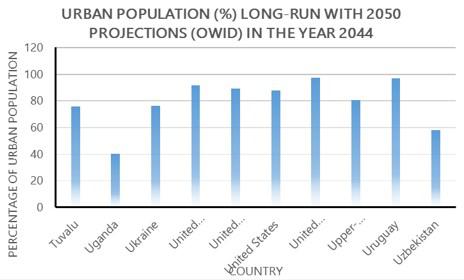 URBAN POPULATION (%) LONG-RUN WITH 2050
PROJECTIONS (OWID) IN THE YEAR 2044
PERCENTAGE OF URBAN POPULATION
120
100
80
60
40
20
0
Tuvalu
Uganda
Ukraine
United...
United...
United States
United...
Upper-...
Uruguay
Uzbekistan
COUNTRY